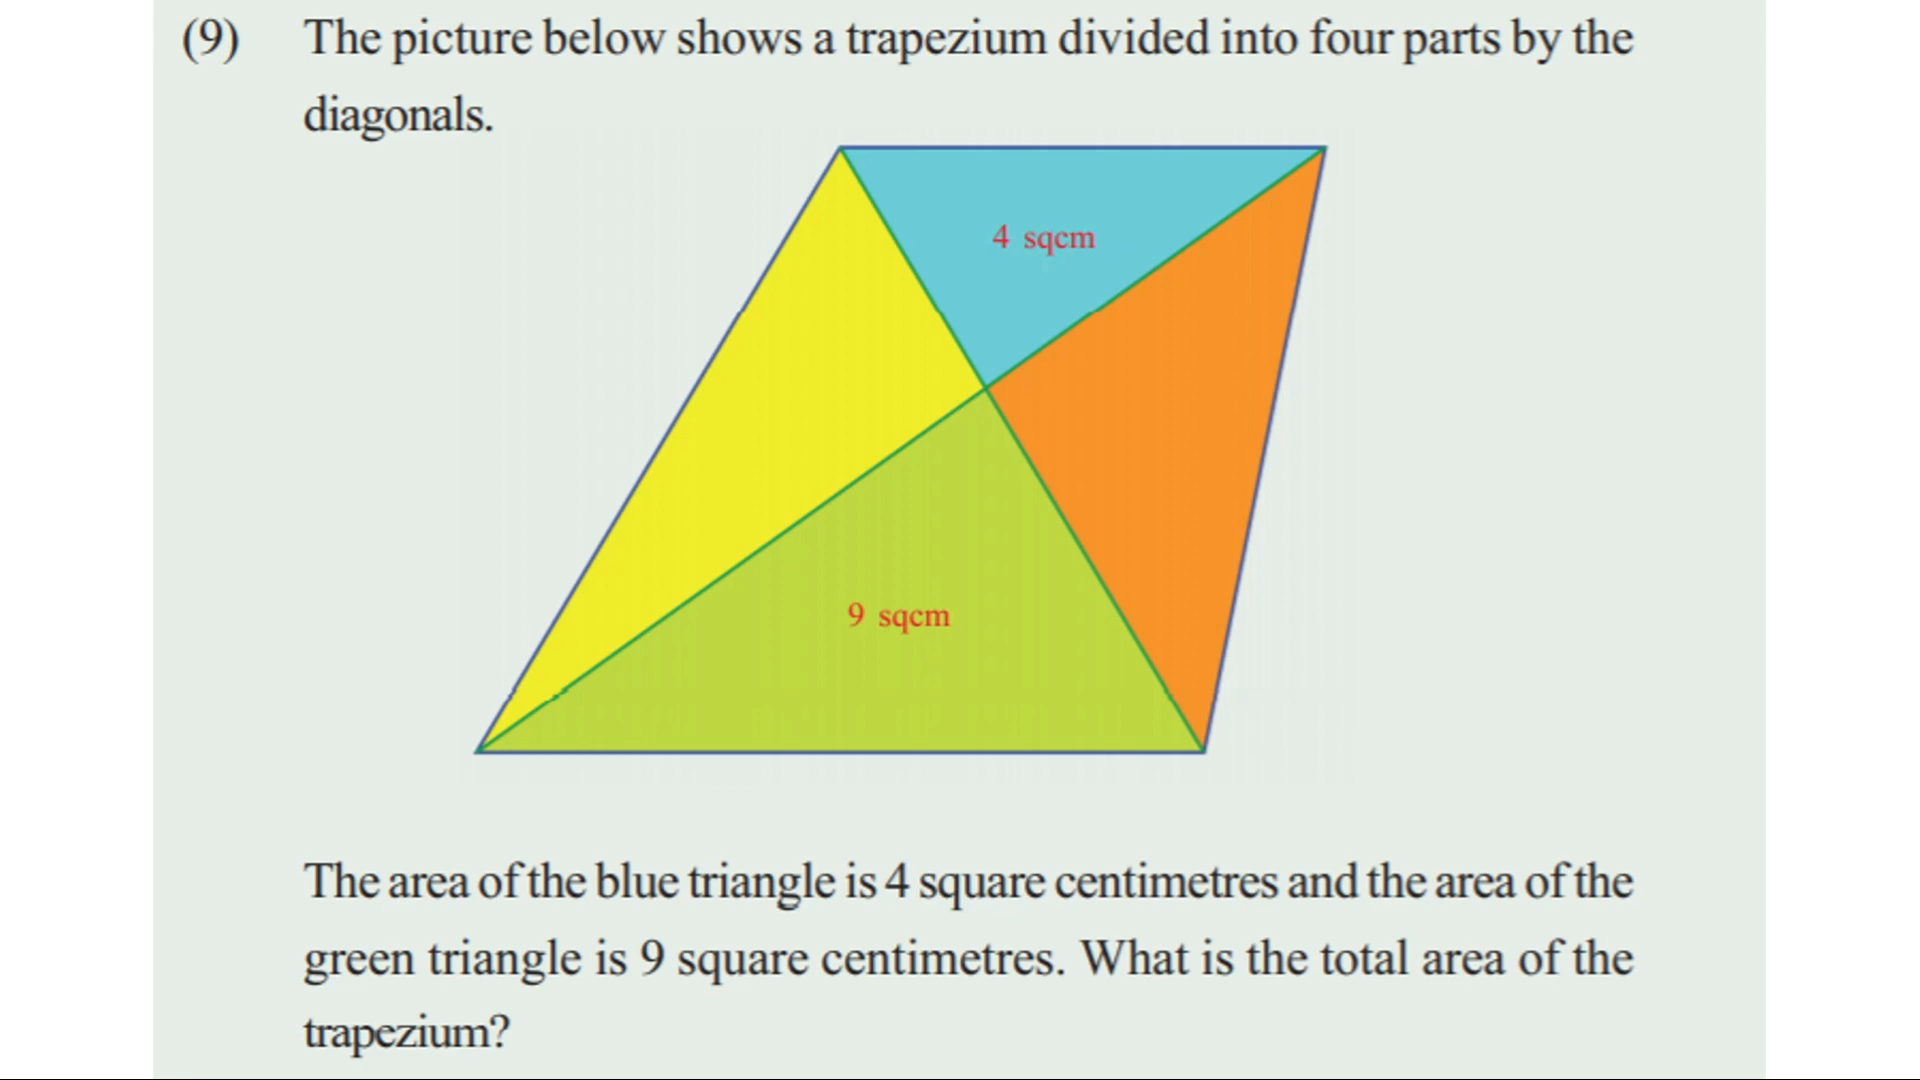 (9) The picture below shows a trapezium divided into four parts by the
diagonals.
4 sqcm
9 sqcm
The area of the blue triangle is 4 square centimetres and the area of the
green triangle is 9 square centimetres. What is the total area of the
trapezium?